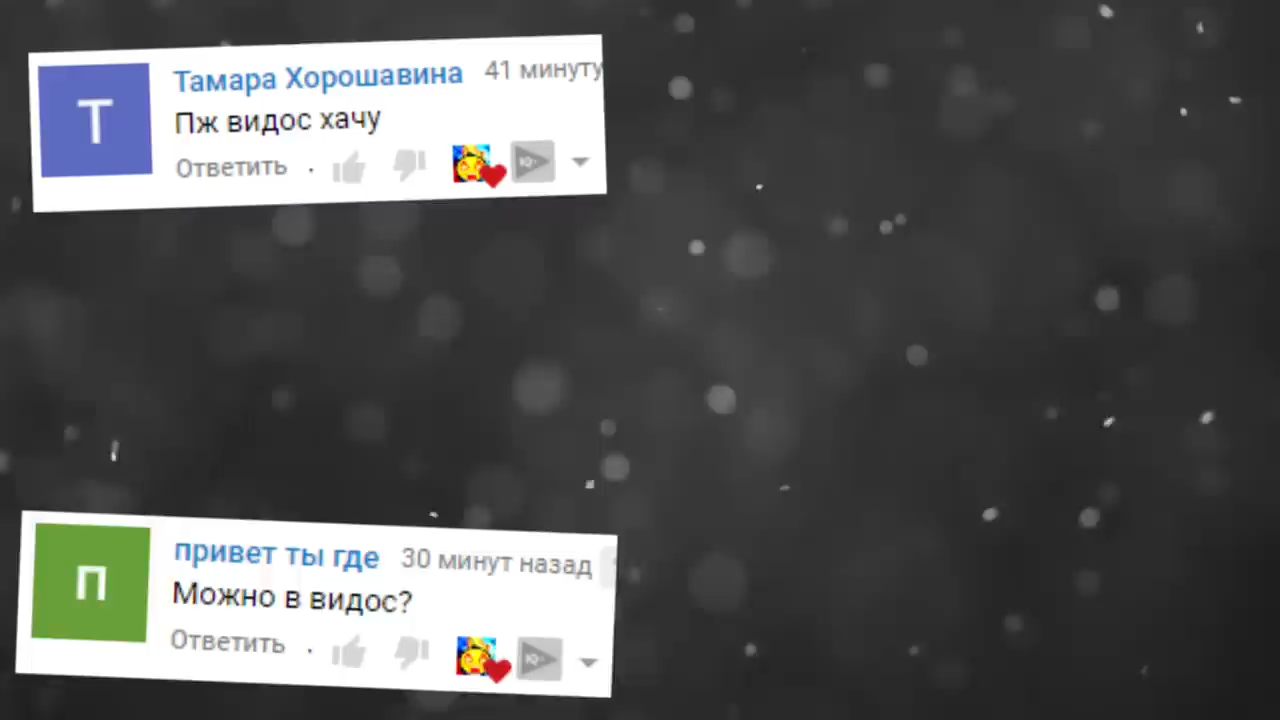 Т
Тамара Хорошавина 41 минуту
Пж видос хачу
Ответить ·
п
привет ты где 30 минут назад
Можно в видос?
Ответить ·